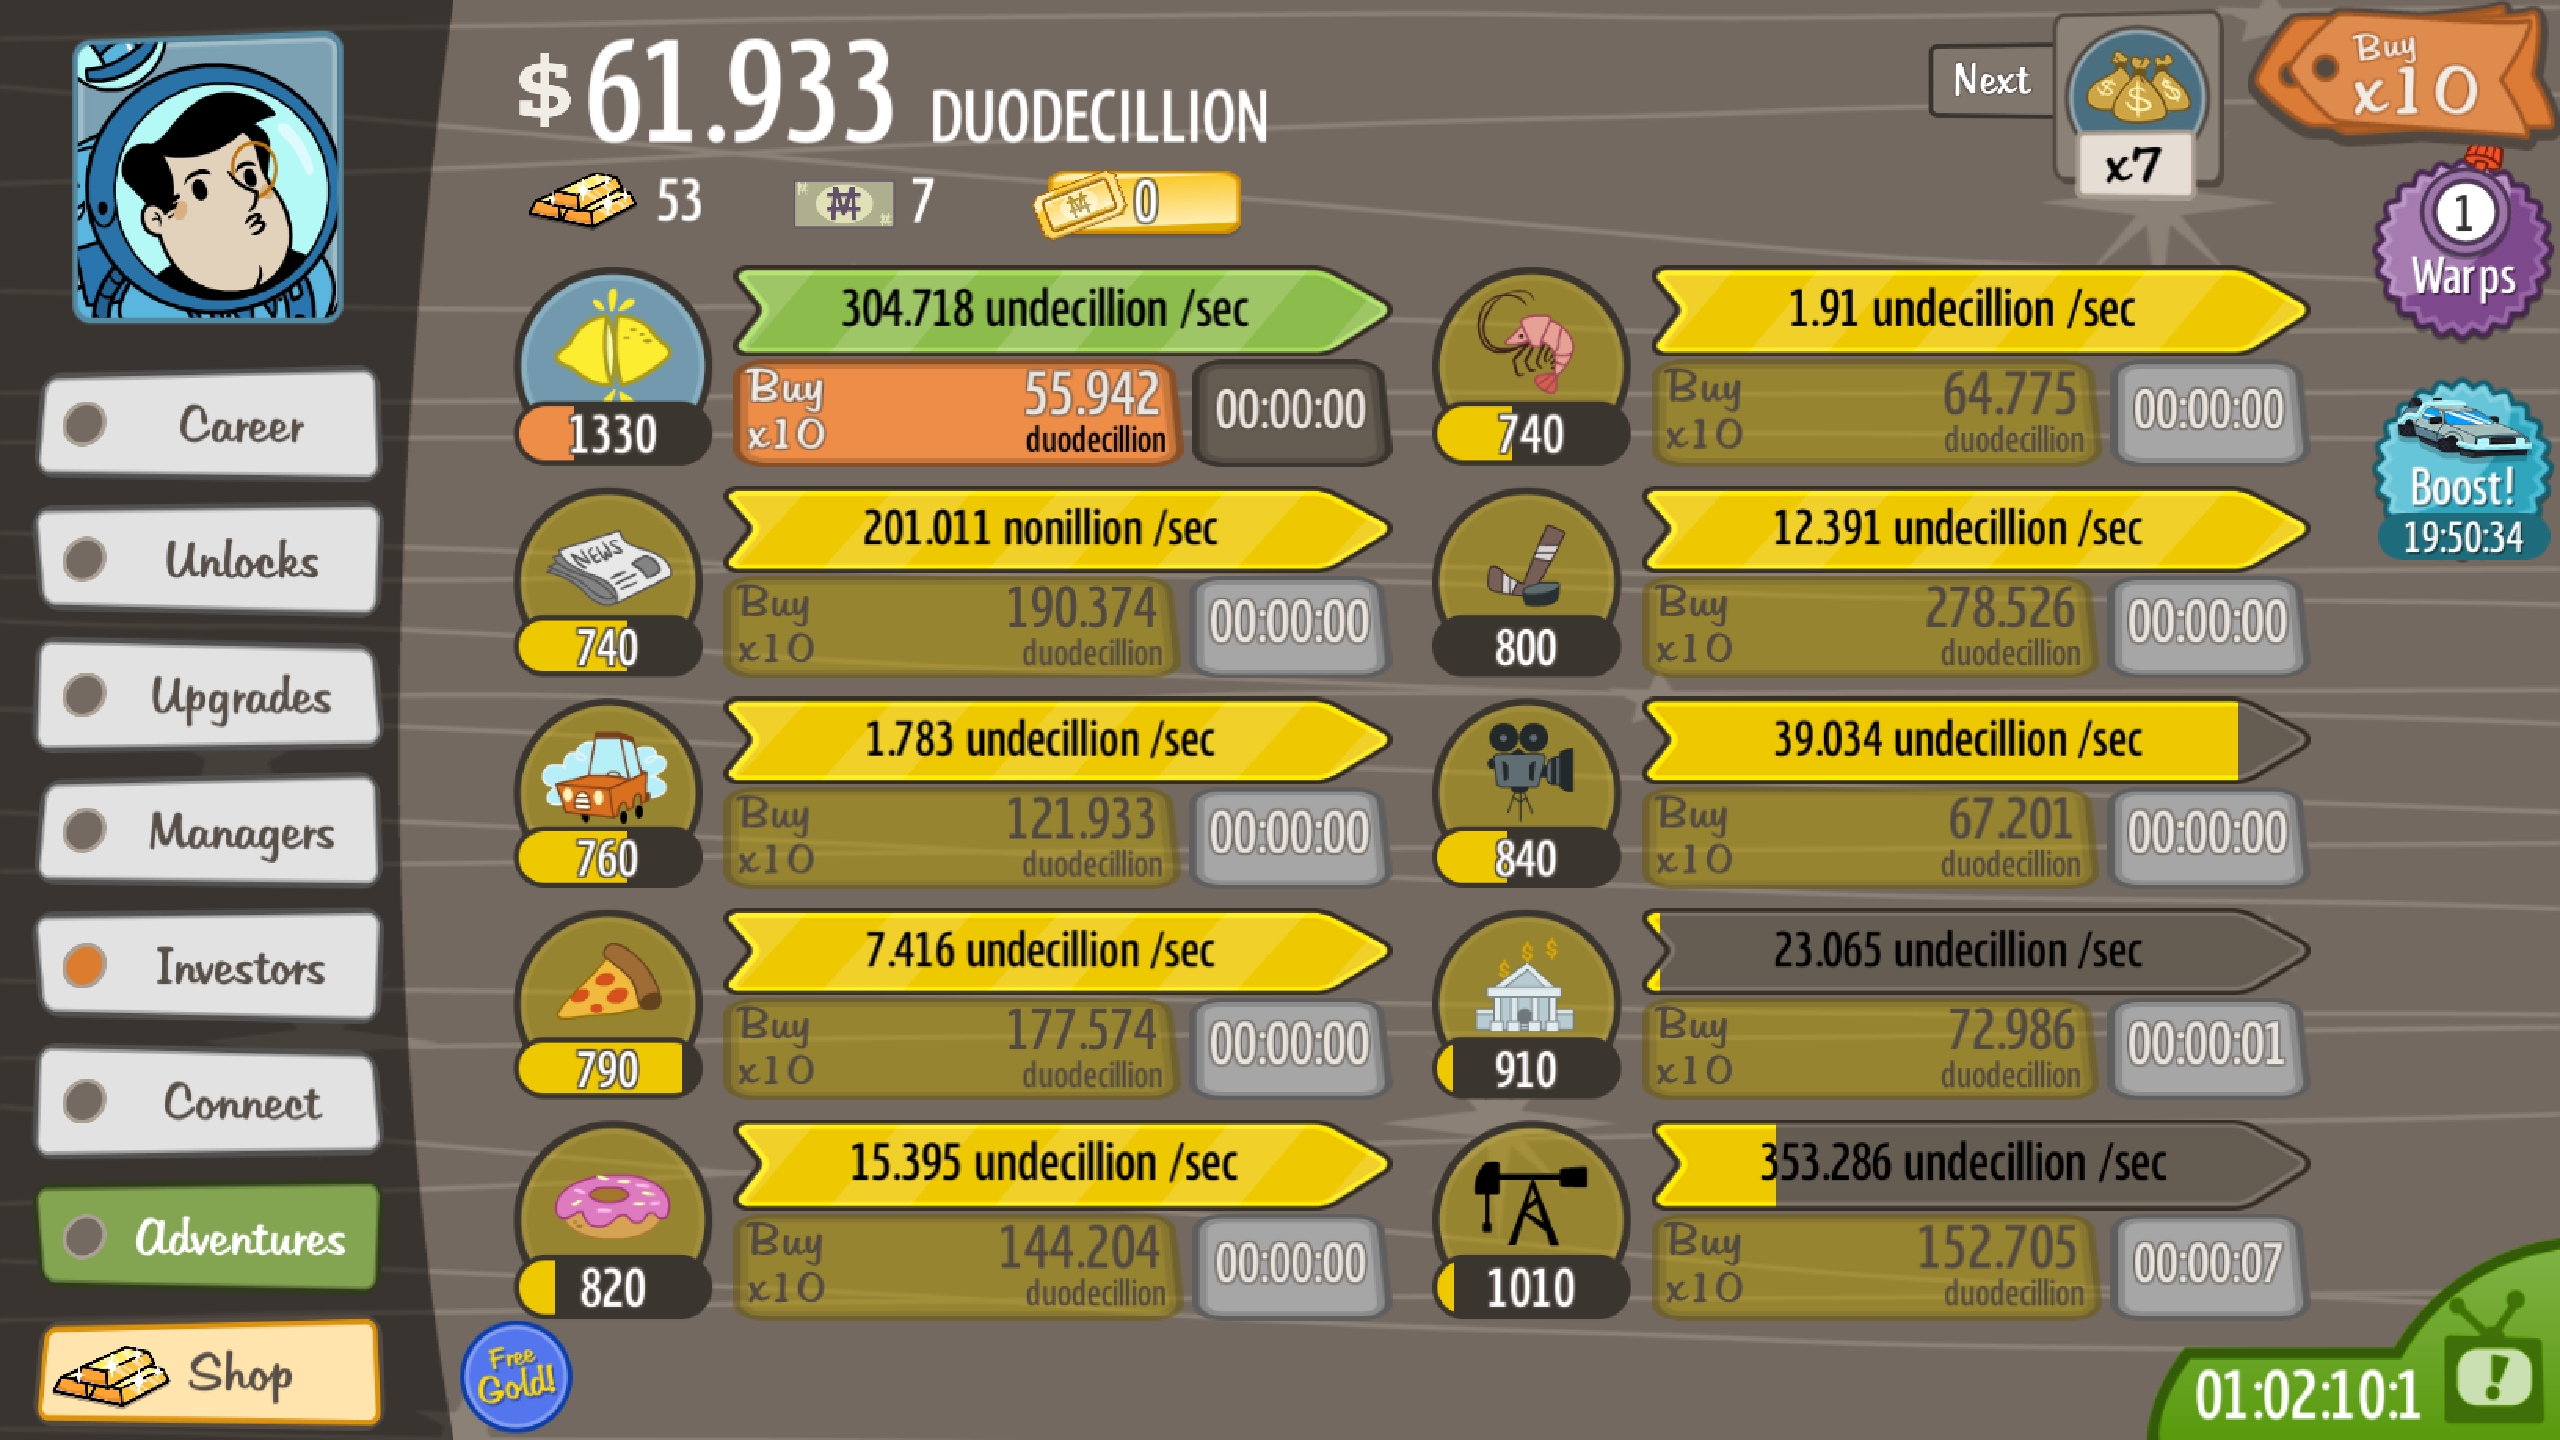 $61.933 DUODECILLION
53
7
0
Next
x7
Buy
x10
1
Warps
Boost!
19:50:34
Career
Unlocks
Upgrades
Managers
Investors
Connect
Adventures
Shop
304.718 undecillion /sec
Buy x10
55.942 duodecillion
00:00:00
1330
NEWS
201.011 nonillion /sec
Buy x10
190.374 duodecillion
00:00:00
740
1.783 undecillion /sec
Buy x10
121.933 duodecillion
00:00:00
760
7.416 undecillion /sec
Buy x10
177.574 duodecillion
00:00:00
790
15.395 undecillion /sec
Buy x10
144.204 duodecillion
00:00:00
820
1.91 undecillion /sec
Buy x10
64.775 duodecillion
00:00:00
740
12.391 undecillion /sec
Buy x10
278.526 duodecillion
00:00:00
800
39.034 undecillion /sec
Buy x10
67.201 duodecillion
00:00:00
840
23.065 undecillion /sec
Buy x10
72.986 duodecillion
00:00:01
910
353.286 undecillion /sec
Buy x10
152.705 duodecillion
00:00:07
1010
Free
Gold!
01:02:10:1
!